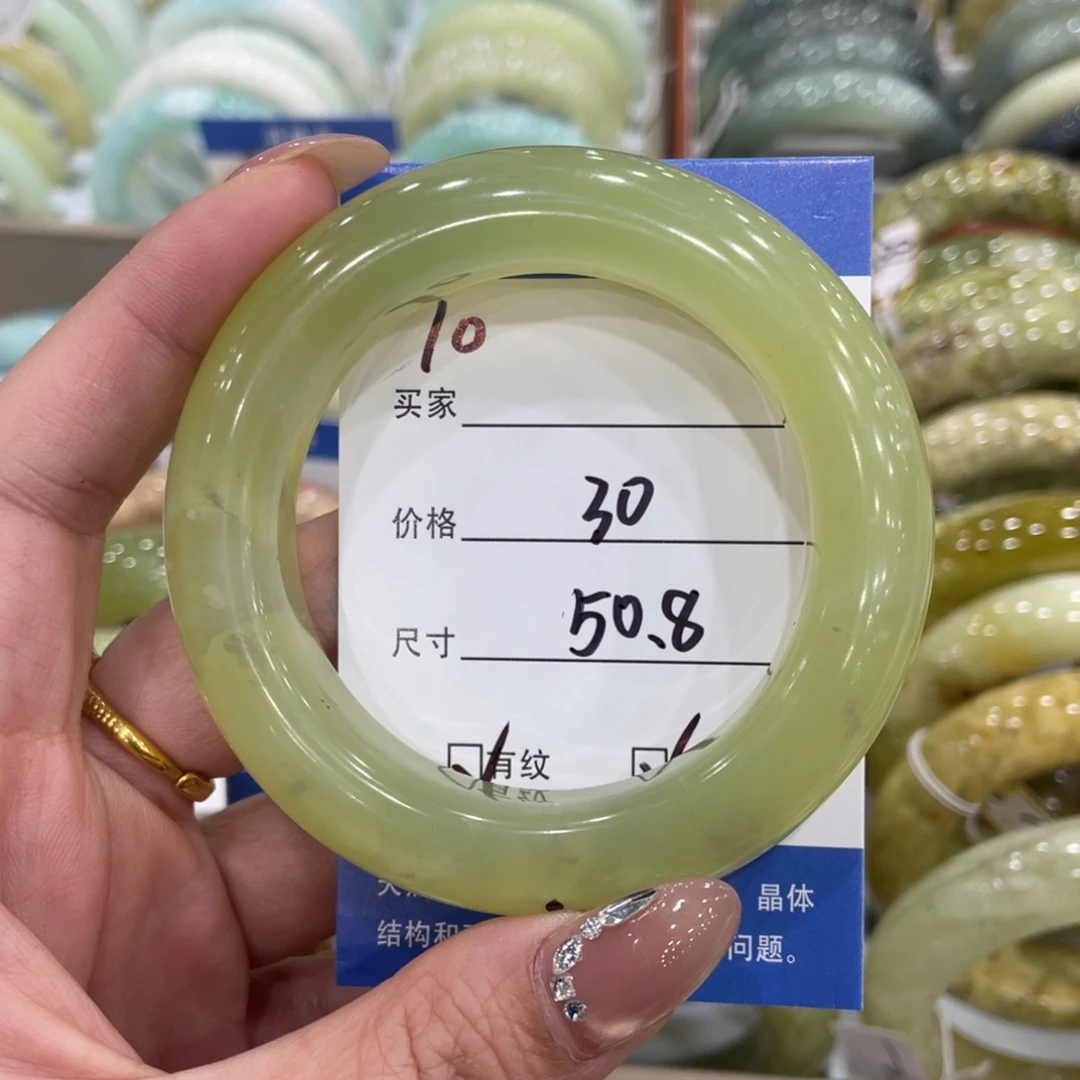 10
买家
价格 30
尺寸 50.8
有纹
晶体
结构和
问题。